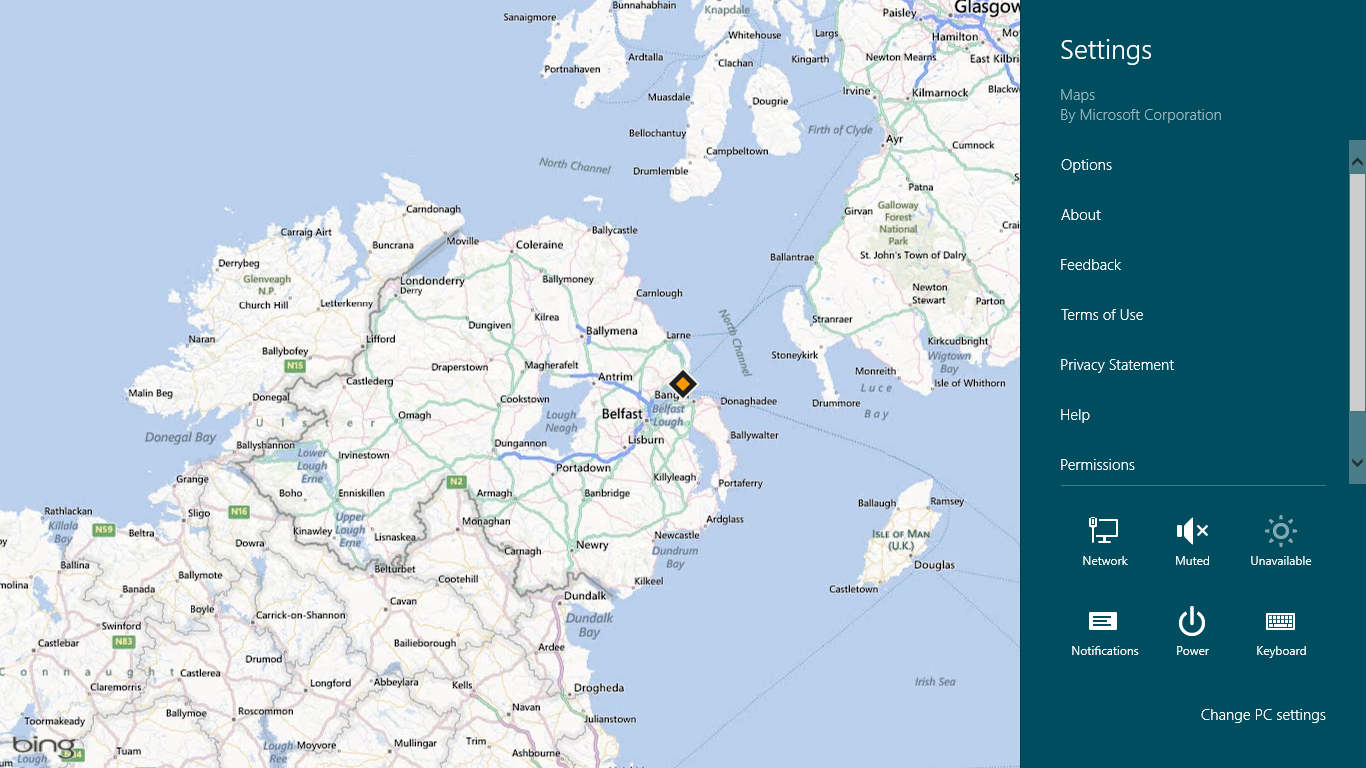 Bunnahabhain
Knapdale
Glasgow
Sanaigmore
Paisley
Whitehouse
Largs
Hamilton
Ardtalla
Clachan
Kingarth
Newton Mearns
East Kilbri
Portnahaven
Muasdale
Dougrie
Irvine
Kilmarnock
Blackw
Bellochantuy
Firth of Clyde
Ayr
Campbeltown
Cumnock
North Channel
Drumlemble
Patna
Galloway
Forest
National
Park
Girvan
Carndonagh
Carraig Airt
Buncrana
Moville
Coleraine
Ballycastle
Crai
Ballantrae
St. John's Town of Dalry
Derrybeg
Glenveagh
N.P.
Londonderry
Derry
Ballymoney
Newton
Stewart
Church Hill
Letterkenny
Carnlough
Parton
Kilrea
Dungiven
Ballymena
Larne
North Channel
Stranraer
Naran
Lifford
Kirkcudbright
Ballybofey
N15
Draperstown
Magherafelt
Stoneykirk
Wigtown
Bay
Castlederg
Antrim
Monreith
Isle of Whithorn
Malin Beg
Donegal
Cookstown
Bang
Donaghadee
Luce
Bay
Drummore
Ulster
Omagh
Lough
Neagh
Belfast
Belfast
Lough
Donegal Bay
Ballyshannon
Dungannon
Lisburn
Ballywalter
Lower
Lough
Erne
Irvinestown
Portadown
Killyleagh
Grange
N2
Portaferry
Boho
Enniskillen
Armagh
Banbridge
Ballaugh
Ramsey
Rathlackan
Sligo
N16
Killala
Bay
N59
Beltra
Kinawley
Upper
Lough
Erne
Lisnaskea
Monaghan
Ardglass
Newcastle
Isle of Man
(U.K.)
Dowra
Carnagh
Newry
Dundrum
Bay
Ballina
Belturbet
Cootehill
Douglas
Ballymote
Kilkeel
Castletown
molina
Banada
Boyle
Cavan
Dundalk
Carrick-on-Shannon
Swinford
Dundalk
Bay
Castlebar
N83
Bailieborough
Ardee
Drumod
Connaught
Castlerea
Claremorris
Longford
Abbeylara
Kells
Drogheda
Irish Sea
Ballymoe
Roscommon
Navan
Julianstown
Toormakeady
Lough
Ree
Moyvore
Mullingar
Trim
Ashbourne
bing
Tuam
Settings
Maps
By Microsoft Corporation
Options
About
Feedback
Terms of Use
Privacy Statement
Help
Permissions
Network
Muted
Unavailable
Notifications
Power
Keyboard
Change PC settings